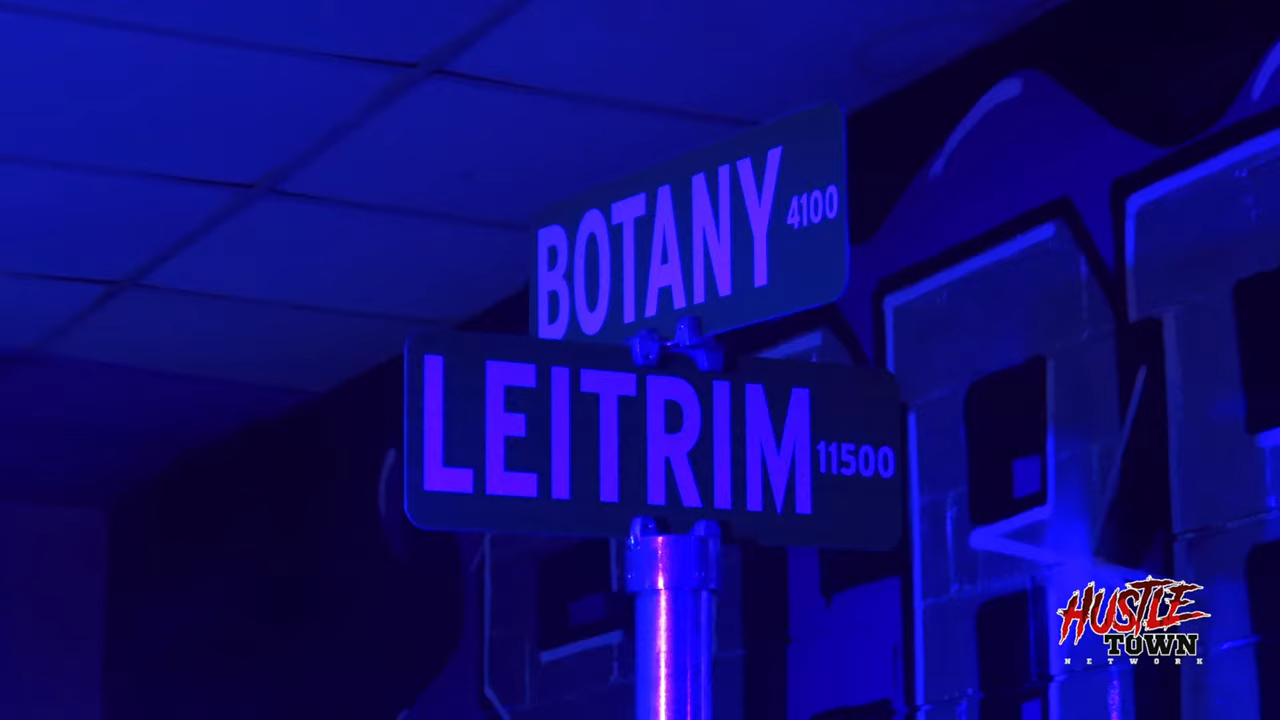 BOTANY 4100
LEITRIM 11500
HUSTLE
TOWN
NETWORK